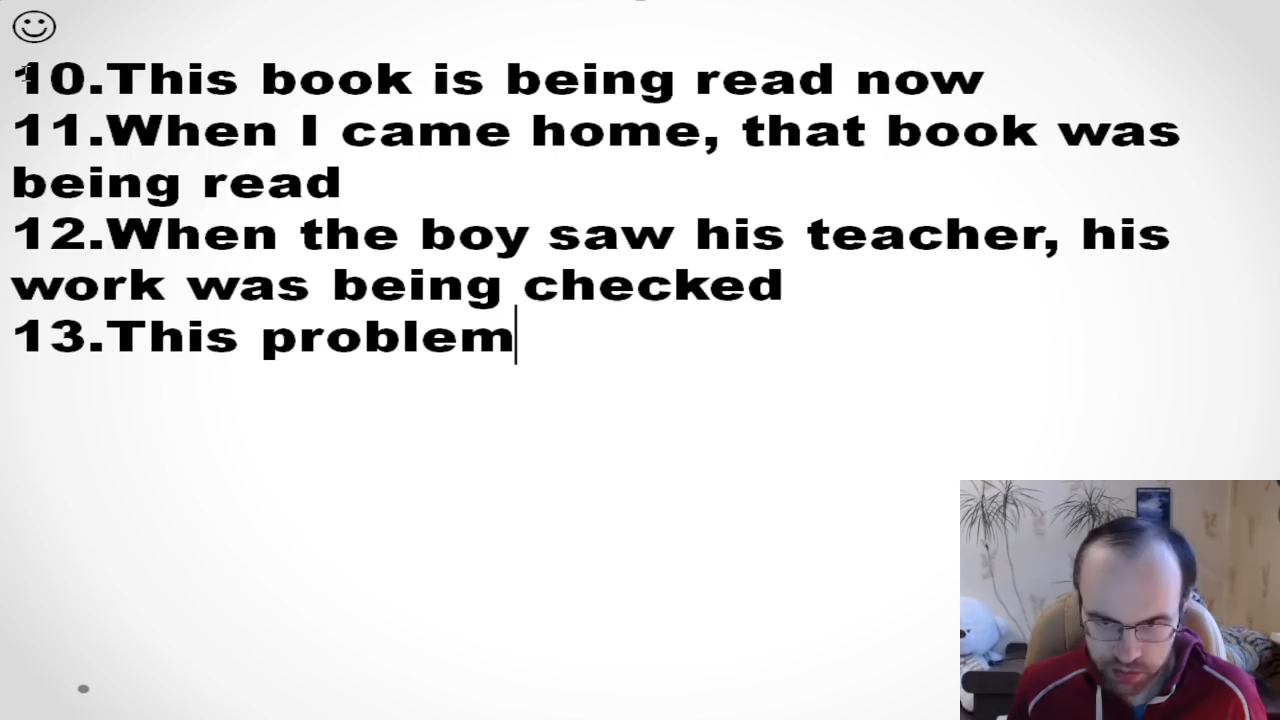 10.This book is being read now
11.When I came home, that book was
being read
12.When the boy saw his teacher, his
work was being checked
13.This problem